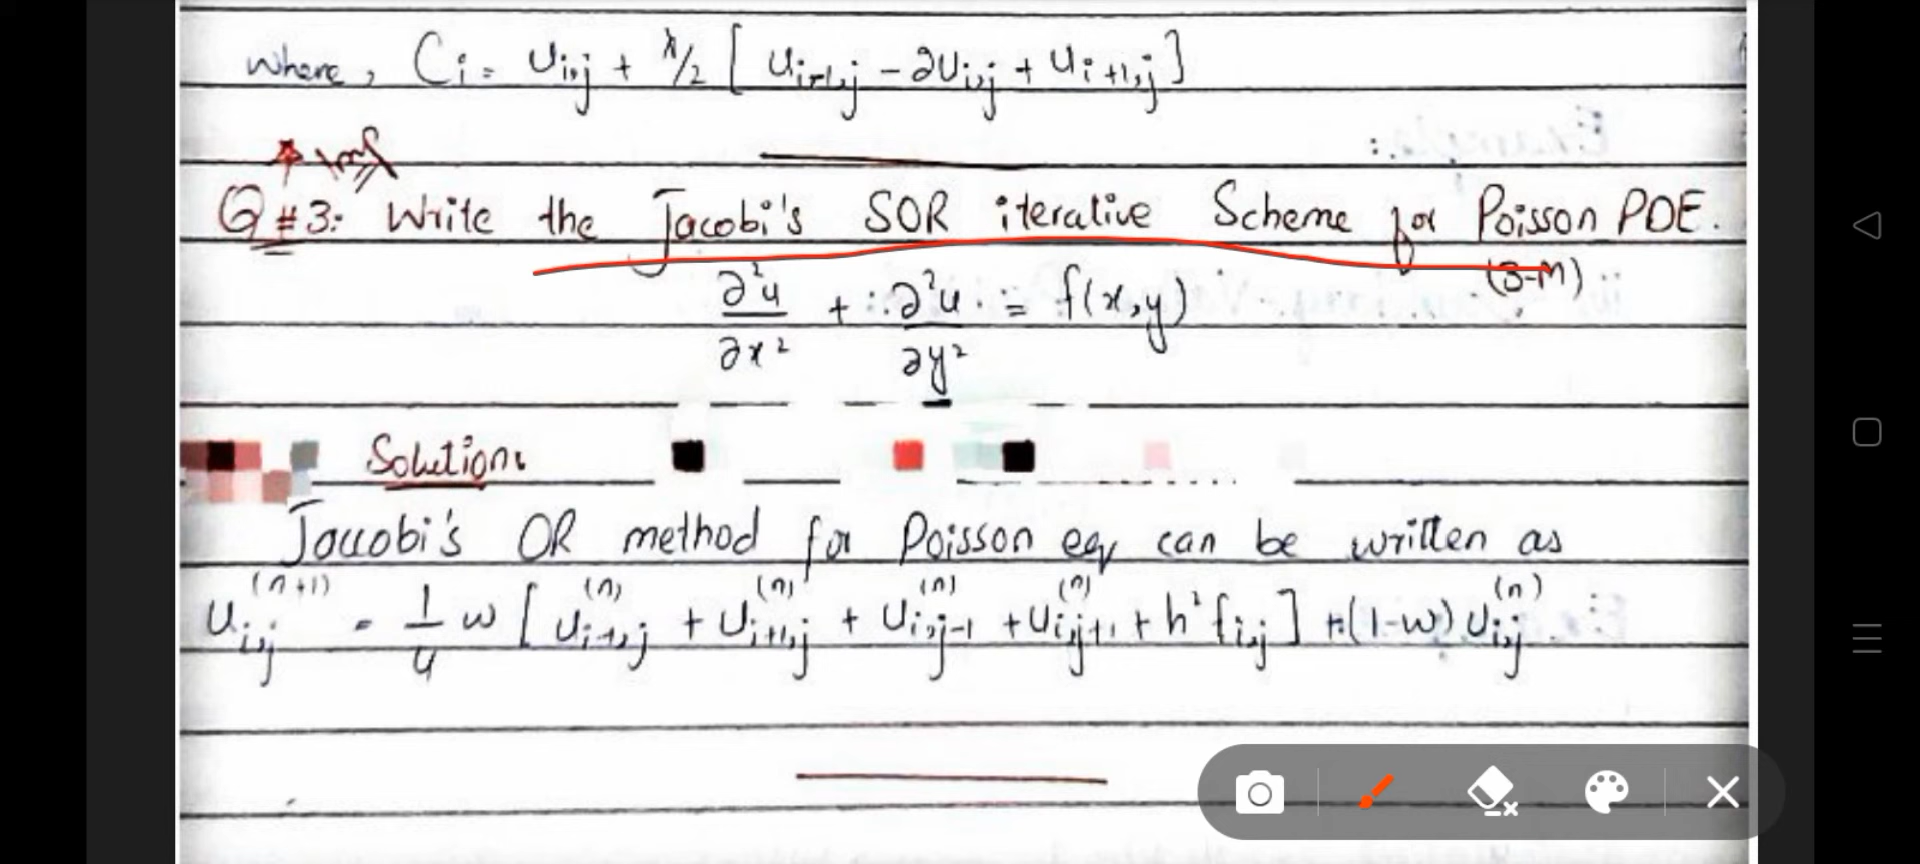 where, Ci = Ui,j + λ/2 [ Ui-1,j - 2Ui,j + Ui+1,j ]
Imp
Q#3: Write the Jacobi's SOR iterative Scheme for Poisson PDE.
(3-M)
∂²u/∂x² + ∂²u/∂y² = f(x,y)
Solution:
Jacobi's OR method for Poisson eq can be written as
Ui,j^(n+1) = 1/4 w [ Ui-1,j^(n) + Ui+1,j^(n) + Ui,j-1^(n) + Ui,j+1^(n) + h² fi,j ] + (1-w) Ui,j^(n)